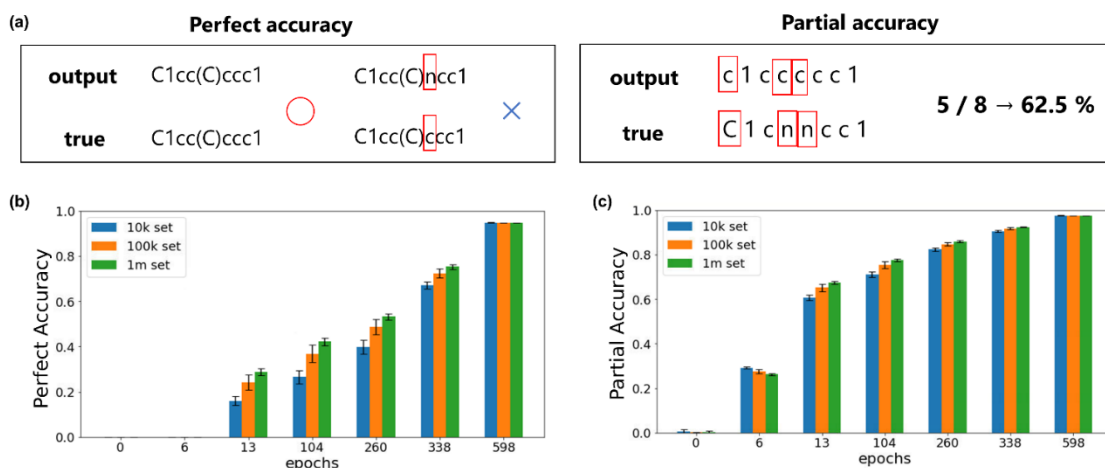 (a)
Perfect accuracy
output C1cc(C)ccc1 C1cc(C)ncc1
true C1cc(C)ccc1 C1cc(C)ccc1
Partial accuracy
output c 1 c c c c c 1
true C 1 c n n c c 1
5 / 8 → 62.5 %
(b)
Perfect Accuracy
1.0
0.8
0.6
0.4
0.2
0.0
10k set
100k set
1m set
0 6 13 104 260 338 598
epochs
(c)
Partial Accuracy
1.0
0.8
0.6
0.4
0.2
0.0
10k set
100k set
1m set
0 6 13 104 260 338 598
epochs